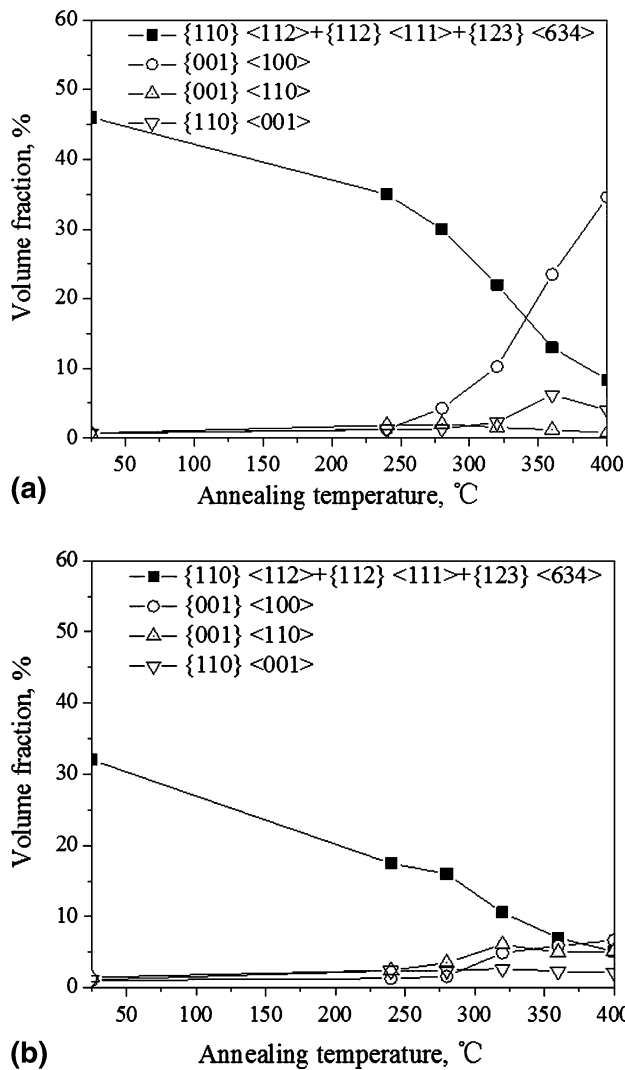 60
{110} <112>+{112} <111>+{123} <634>
{001} <100>
50
{001} <110>
{110} <001>
40
30
20
10
0
Volume fraction, %
50 100 150 200 250 300 350 400
(a)
Annealing temperature, ℃
60
{110} <112>+{112} <111>+{123} <634>
{001} <100>
50
{001} <110>
{110} <001>
40
30
20
10
0
Volume fraction, %
50 100 150 200 250 300 350 400
(b)
Annealing temperature, ℃